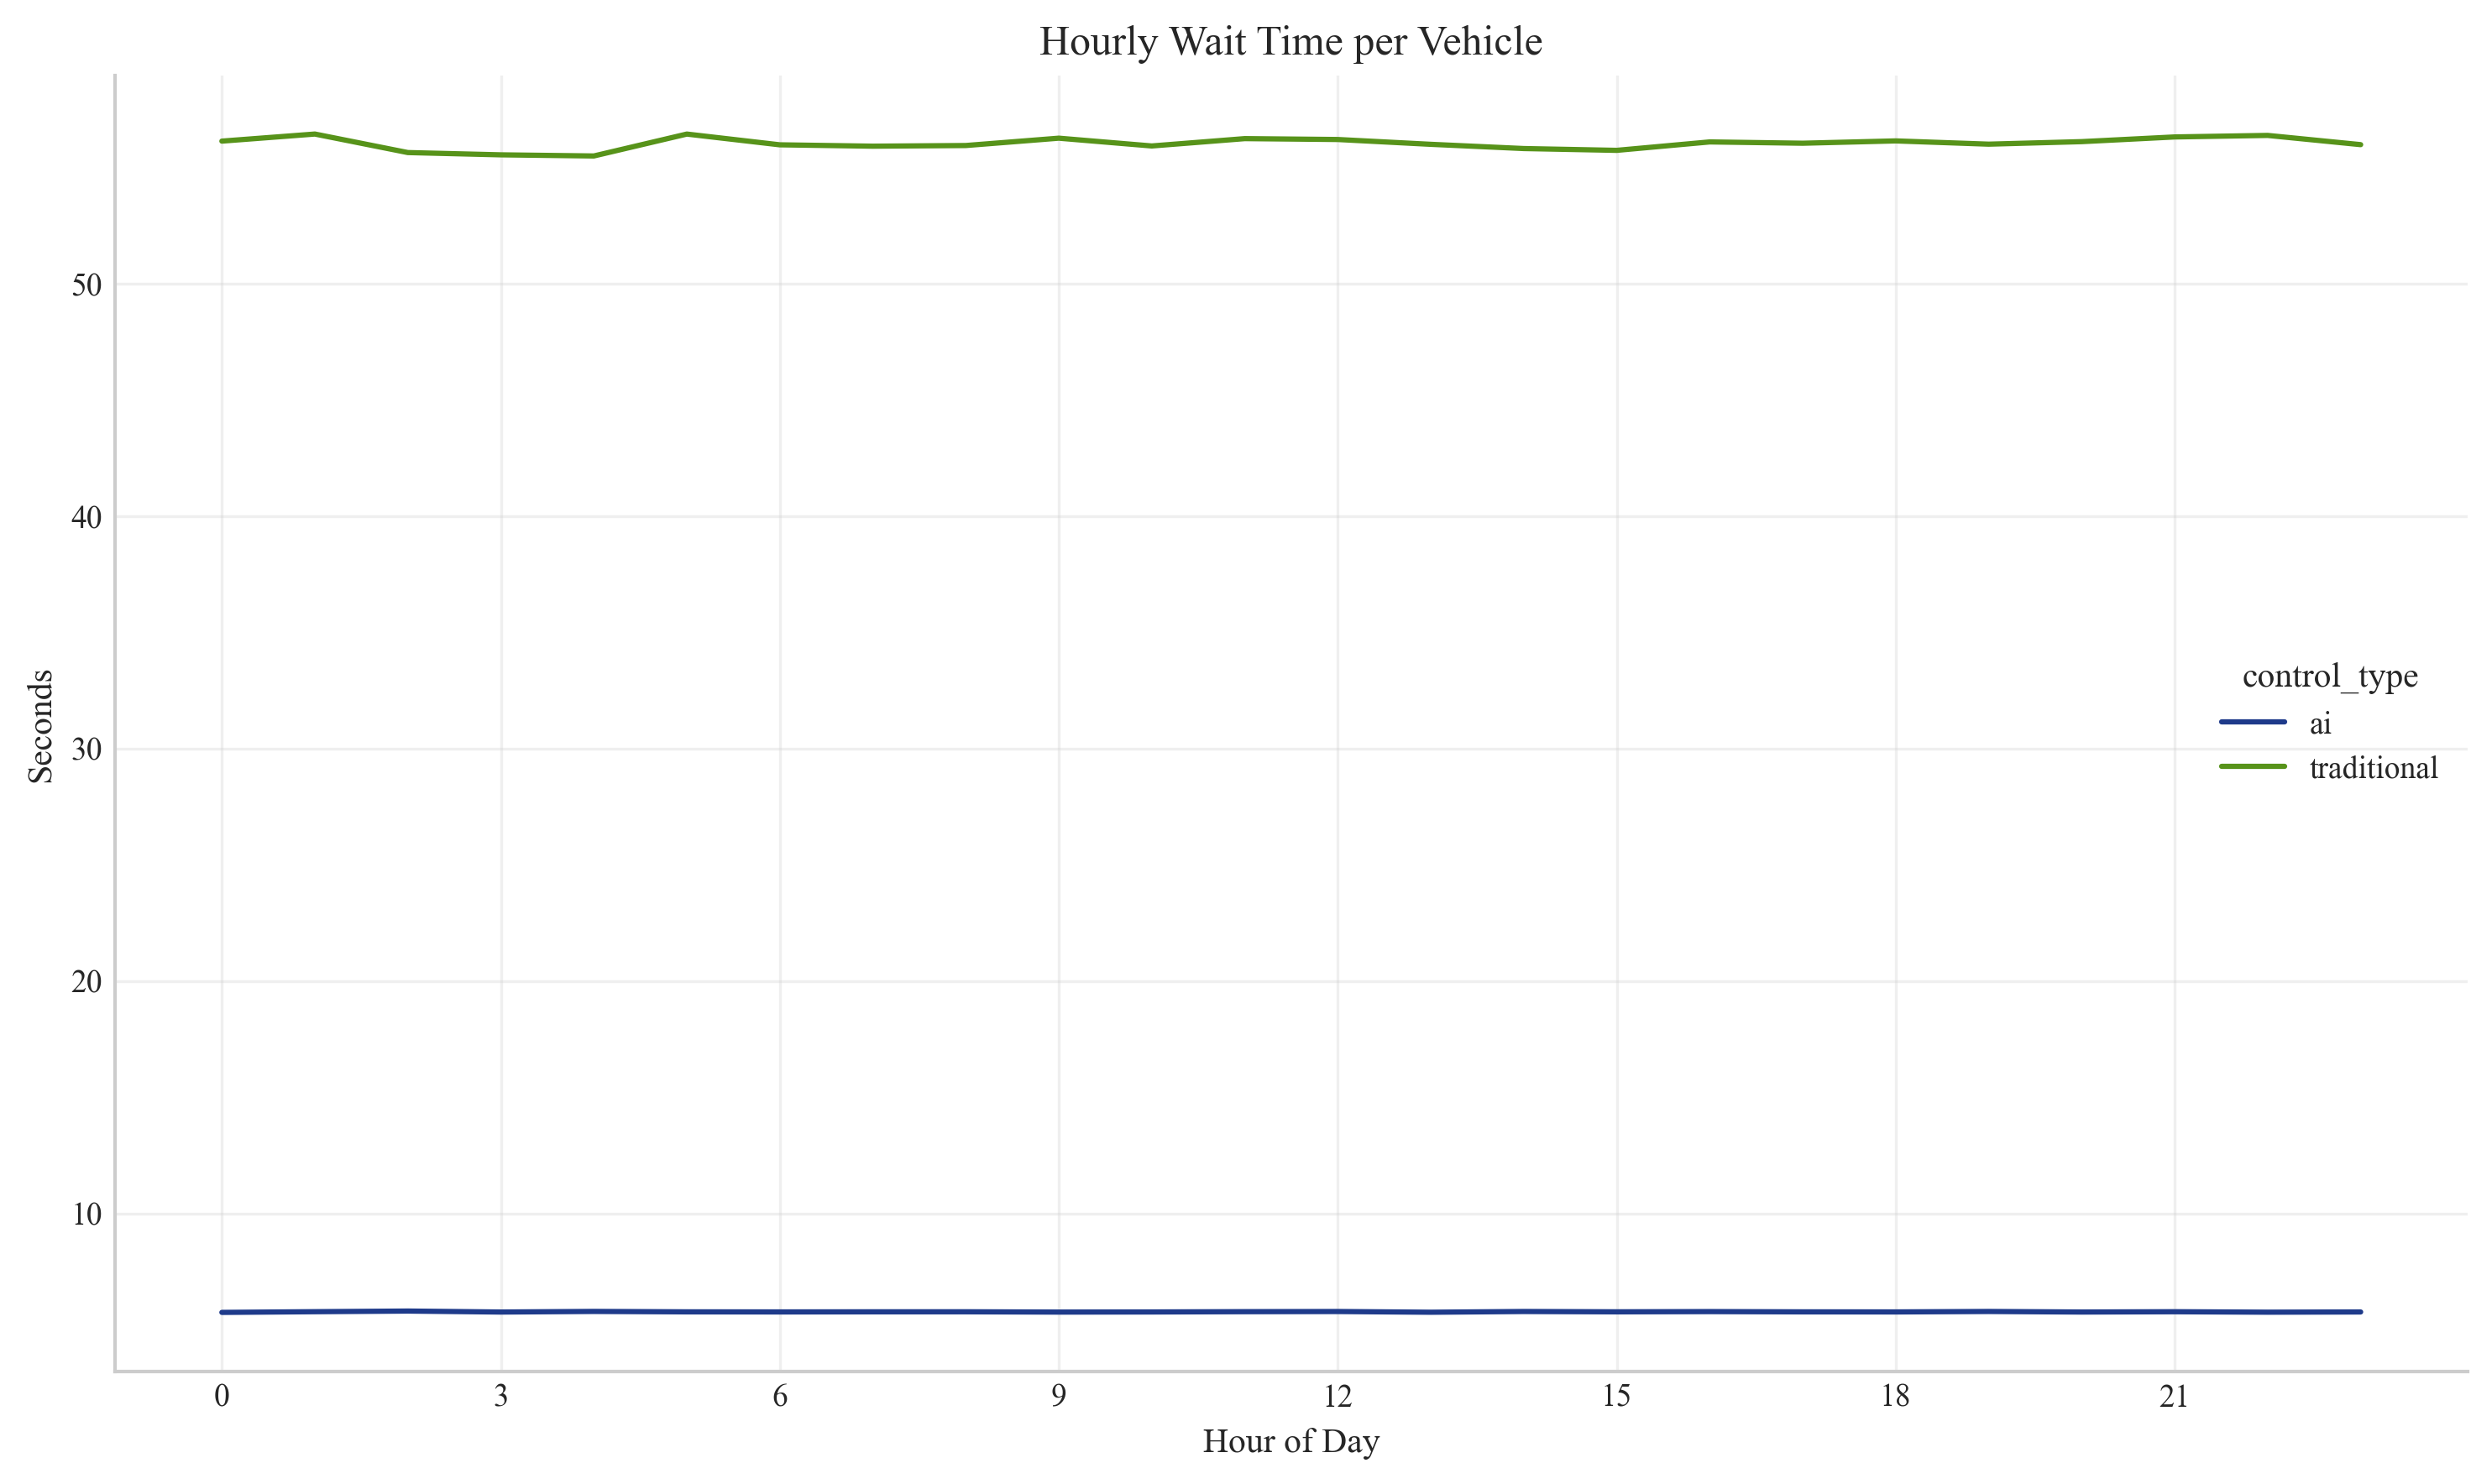 Hourly Wait Time per Vehicle
50
40
30
20
10
Seconds
control_type
ai
traditional
0 3 6 9 12 15 18 21
Hour of Day